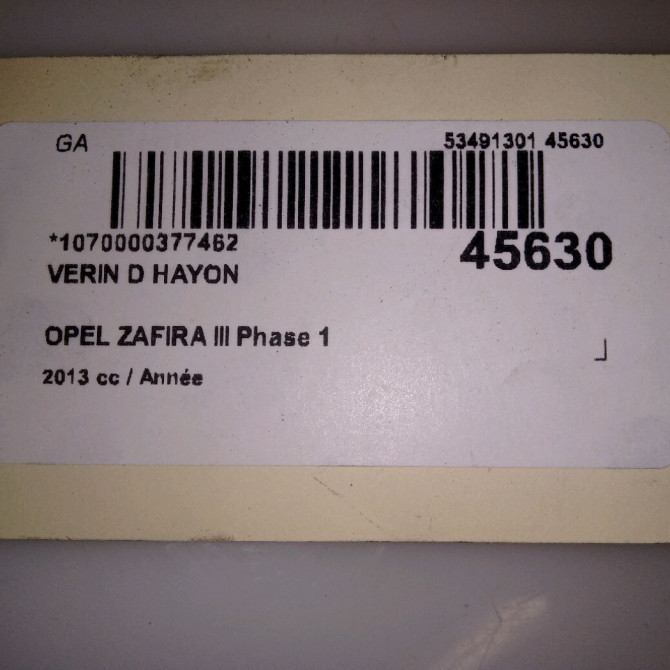 GA 53491301 45630
*1070000377462 45630
VERIN D HAYON
OPEL ZAFIRA III Phase 1
2013 cc / Année